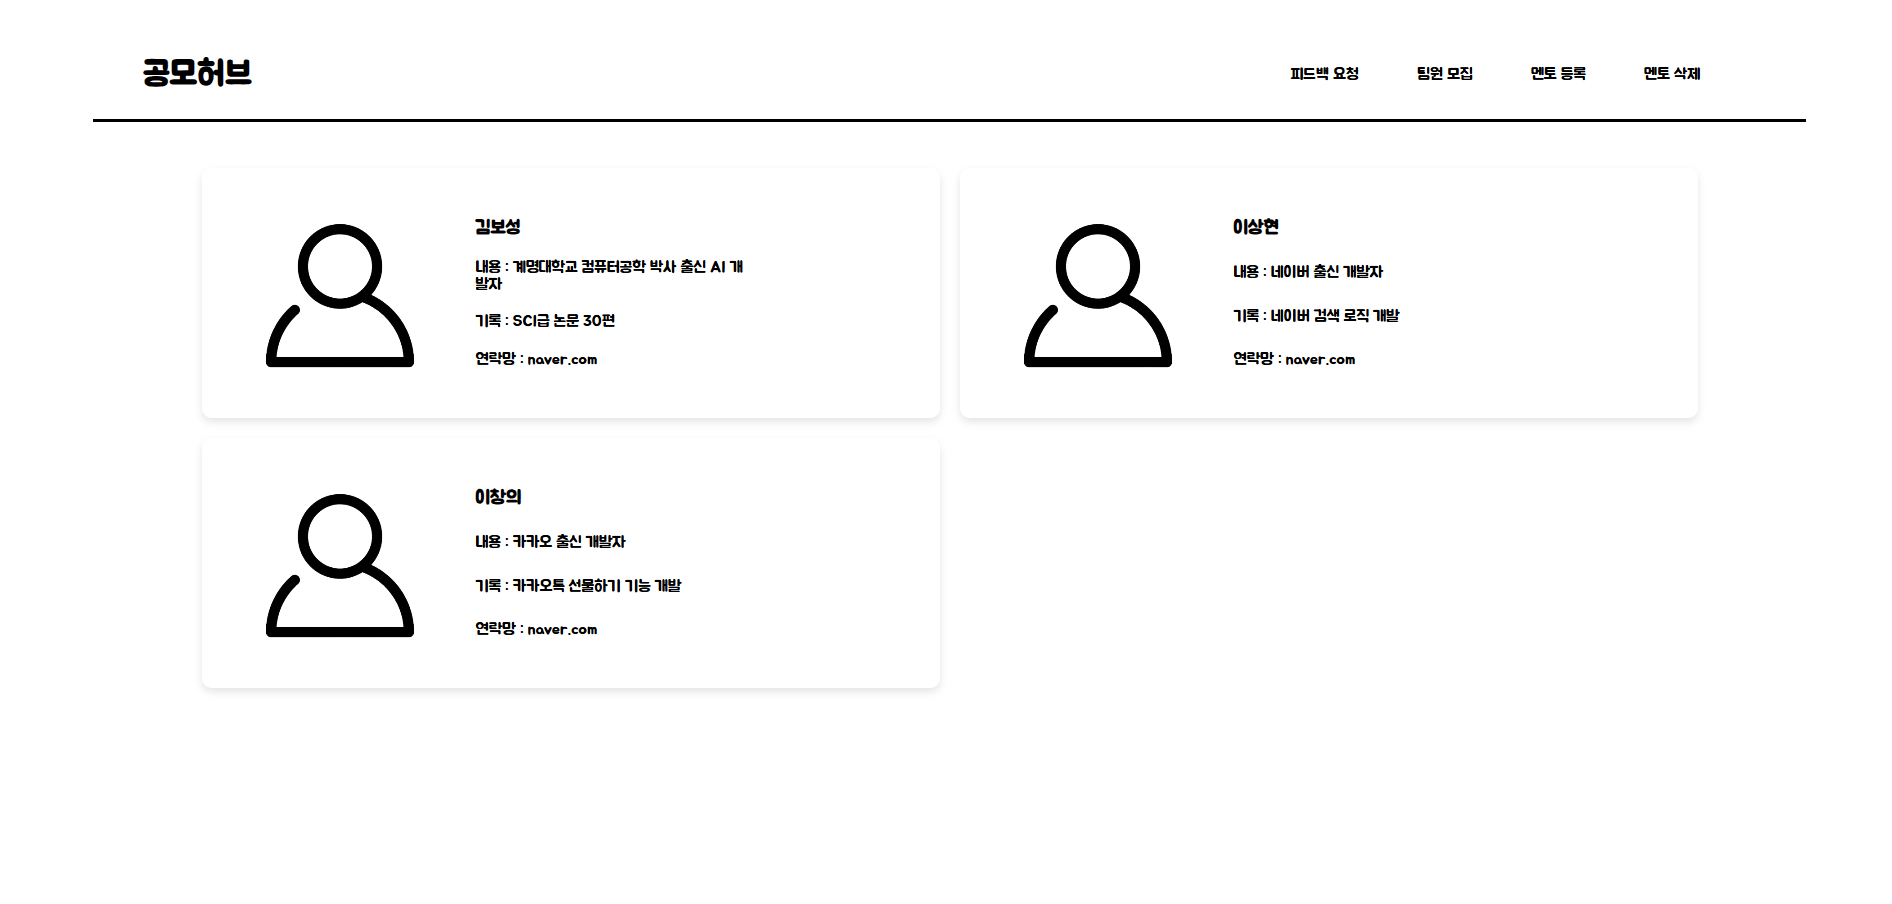 공모허브
피드백 요청
팀원 모집
멘토 등록
멘토 삭제
김보성
내용 : 계명대학교 컴퓨터공학 박사 출신 AI 개
발자
기록 : SCI급 논문 30편
연락망 : naver.com
이상현
내용 : 네이버 출신 개발자
기록 : 네이버 검색 로직 개발
연락망 : naver.com
이창의
내용 : 카카오 출신 개발자
기록 : 카카오톡 선물하기 기능 개발
연락망 : naver.com